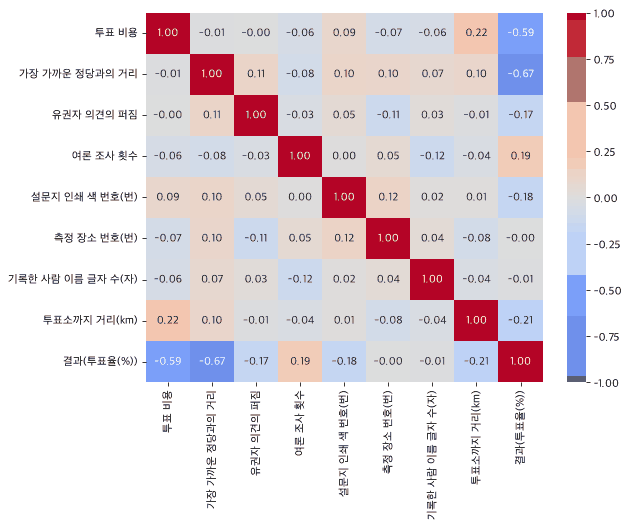 투표 비용 1.00 -0.01 -0.00 -0.06 0.09 -0.07 -0.06 0.22 -0.59
가장 가까운 정당과의 거리 -0.01 1.00 0.11 -0.08 0.10 0.10 0.07 0.10 -0.67
유권자 의견의 퍼짐 -0.00 0.11 1.00 -0.03 0.05 -0.11 0.03 -0.01 -0.17
여론 조사 횟수 -0.06 -0.08 -0.03 1.00 0.00 0.05 -0.12 -0.04 0.19
설문지 인쇄 색 번호(번) 0.09 0.10 0.05 0.00 1.00 0.12 0.02 0.01 -0.18
측정 장소 번호(번) -0.07 0.10 -0.11 0.05 0.12 1.00 0.04 -0.08 -0.00
기록한 사람 이름 글자 수(자) -0.06 0.07 0.03 -0.12 0.02 0.04 1.00 -0.04 -0.01
투표소까지 거리(km) 0.22 0.10 -0.01 -0.04 0.01 -0.08 -0.04 1.00 -0.21
결과(투표율(%)) -0.59 -0.67 -0.17 0.19 -0.18 -0.00 -0.01 -0.21 1.00
투표 비용
가장 가까운 정당과의 거리
유권자 의견의 퍼짐
여론 조사 횟수
설문지 인쇄 색 번호(번)
측정 장소 번호(번)
기록한 사람 이름 글자 수(자)
투표소까지 거리(km)
결과(투표율(%))
1.00
0.75
0.50
0.25
0.00
-0.25
-0.50
-0.75
-1.00